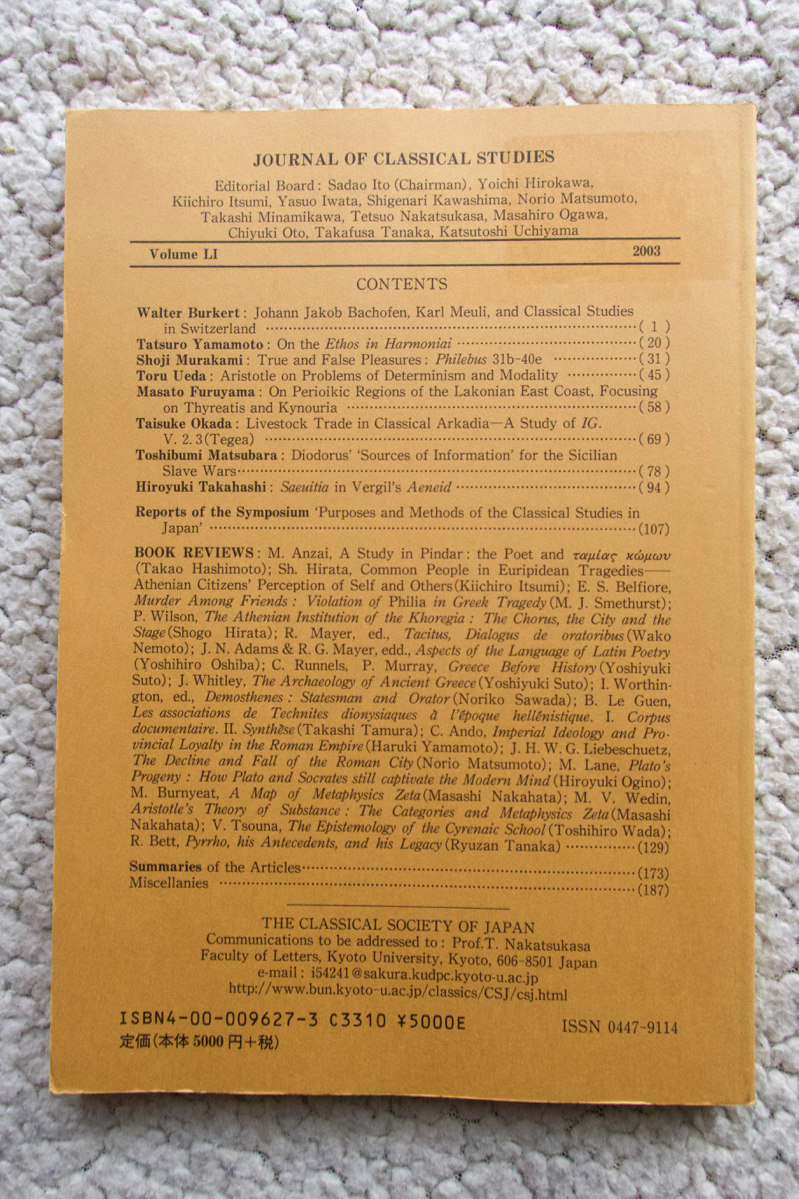 JOURNAL OF CLASSICAL STUDIES
Editorial Board : Sadao Ito (Chairman), Yoichi Hirokawa,
Kiichiro Itsumi, Yasuo Iwata, Shigenari Kawashima, Norio Matsumoto,
Takashi Minamikawa, Tetsuo Nakatsukasa, Masahiro Ogawa,
Chiyuki Oto, Takafusa Tanaka, Katsutoshi Uchiyama
Volume LI 2003
CONTENTS
Walter Burkert : Johann Jakob Bachofen, Karl Meuli, and Classical Studies
in Switzerland ……………………………………………………………( 1 )
Tatsuro Yamamoto : On the Ethos in Harmoniai …………………………………( 20 )
Shoji Murakami : True and False Pleasures : Philebus 31b-40e ………………( 31 )
Toru Ueda : Aristotle on Problems of Determinism and Modality ……………( 45 )
Masato Furuyama : On Perioikic Regions of the Lakonian East Coast, Focusing
on Thyreatis and Kynouria ………………………………………………( 58 )
Taisuke Okada : Livestock Trade in Classical Arkadia—A Study of IG.
V. 2. 3 (Tegea) ……………………………………………………………( 69 )
Toshibumi Matsubara : Diodorus' 'Sources of Information' for the Sicilian
Slave Wars…………………………………………………………………( 78 )
Hiroyuki Takahashi : Saeuitia in Vergil's Aeneid …………………………………( 94 )
Reports of the Symposium 'Purposes and Methods of the Classical Studies in
Japan' ………………………………………………………………………(107)
BOOK REVIEWS : M. Anzai, A Study in Pindar : the Poet and ταμίας κώμων
(Takao Hashimoto); Sh. Hirata, Common People in Euripidean Tragedies——
Athenian Citizens' Perception of Self and Others (Kiichiro Itsumi); E. S. Belfiore,
Murder Among Friends : Violation of Philia in Greek Tragedy (M. J. Smethurst);
P. Wilson, The Athenian Institution of the Khoregia : The Chorus, the City and the
Stage (Shogo Hirata); R. Mayer, ed., Tacitus, Dialogus de oratoribus (Wako
Nemoto); J. N. Adams & R. G. Mayer, edd., Aspects of the Language of Latin Poetry
(Yoshihiro Oshiba); C. Runnels, P. Murray, Greece Before History (Yoshiyuki
Suto); J. Whitley, The Archaeology of Ancient Greece (Yoshiyuki Suto); I. Worthin-
gton, ed., Demosthenes : Statesman and Orator (Noriko Sawada); B. Le Guen,
Les associations de Technites dionysiaques à l'époque hellénistique. I. Corpus
documentaire. II. Synthèse (Takashi Tamura); C. Ando, Imperial Ideology and Pro-
vincial Loyalty in the Roman Empire (Haruki Yamamoto); J. H. W. G. Liebeschuetz,
The Decline and Fall of the Roman City (Norio Matsumoto); M. Lane, Plato's
Progeny : How Plato and Socrates still captivate the Modern Mind (Hiroyuki Ogino);
M. Burnyeat, A Map of Metaphysics Zeta (Masashi Nakahata); M. V. Wedin,
Aristotle's Theory of Substance : The Categories and Metaphysics Zeta (Masashi
Nakahata); V. Tsouna, The Epistemology of the Cyrenaic School (Toshihiro Wada);
R. Bett, Pyrrho, his Antecedents, and his Legacy (Ryuzan Tanaka) ……………(129)
Summaries of the Articles……………………………………………………………(173)
Miscellanies …………………………………………………………………………(187)
THE CLASSICAL SOCIETY OF JAPAN
Communications to be addressed to : Prof.T. Nakatsukasa
Faculty of Letters, Kyoto University, Kyoto, 606-8501 Japan
e-mail : i54241@sakura.kudpc.kyoto-u.ac.jp
http://www.bun.kyoto-u.ac.jp/classics/CSJ/csj.html
ISBN4-00-009627-3 C3310 ¥5000E ISSN 0447-9114
定価(本体5000円+税)